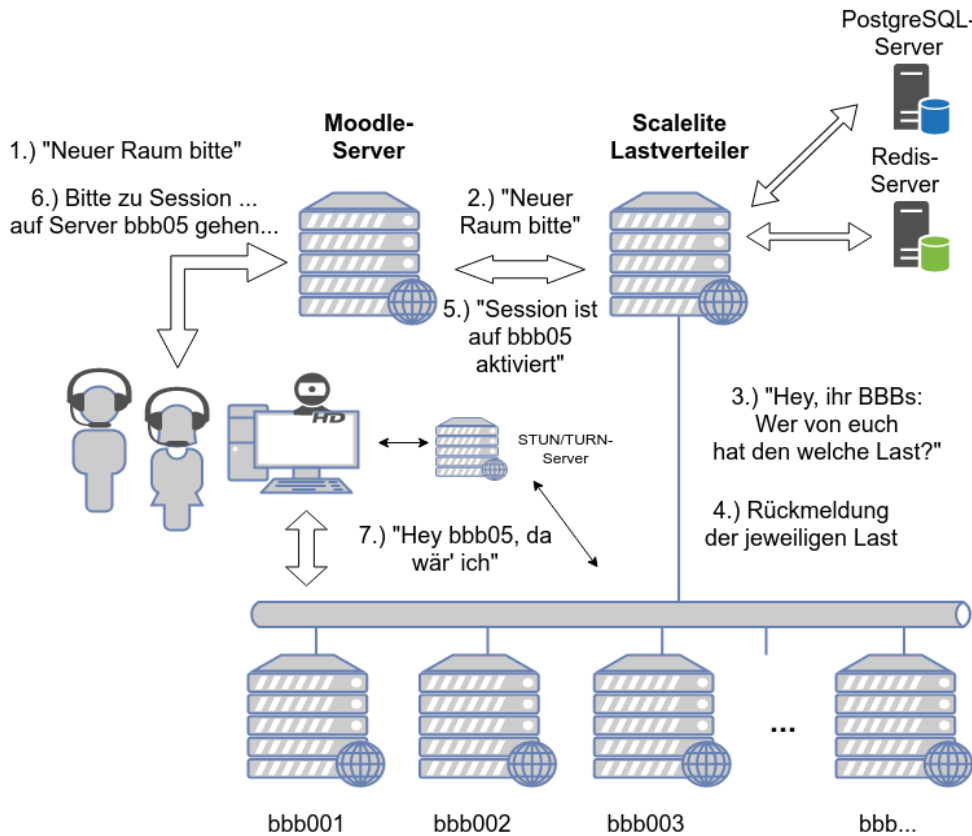 PostgreSQL-
Server
Moodle-
Server
Scalelite
Lastverteiler
1.) "Neuer Raum bitte"
Redis-
Server
6.) Bitte zu Session ...
auf Server bbb05 gehen...
2.) "Neuer
Raum bitte"
5.) "Session ist
auf bbb05
aktiviert"
3.) "Hey, ihr BBBs:
Wer von euch
hat den welche Last?"
HD
STUN/TURN-
Server
4.) Rückmeldung
der jeweiligen Last
7.) "Hey bbb05, da
wär' ich"
...
bbb001
bbb002
bbb003
bbb...